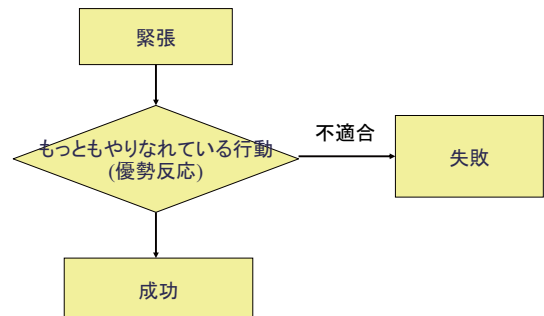 緊張
もっともやりなれている行動
(優勢反応)
不適合
失敗
成功